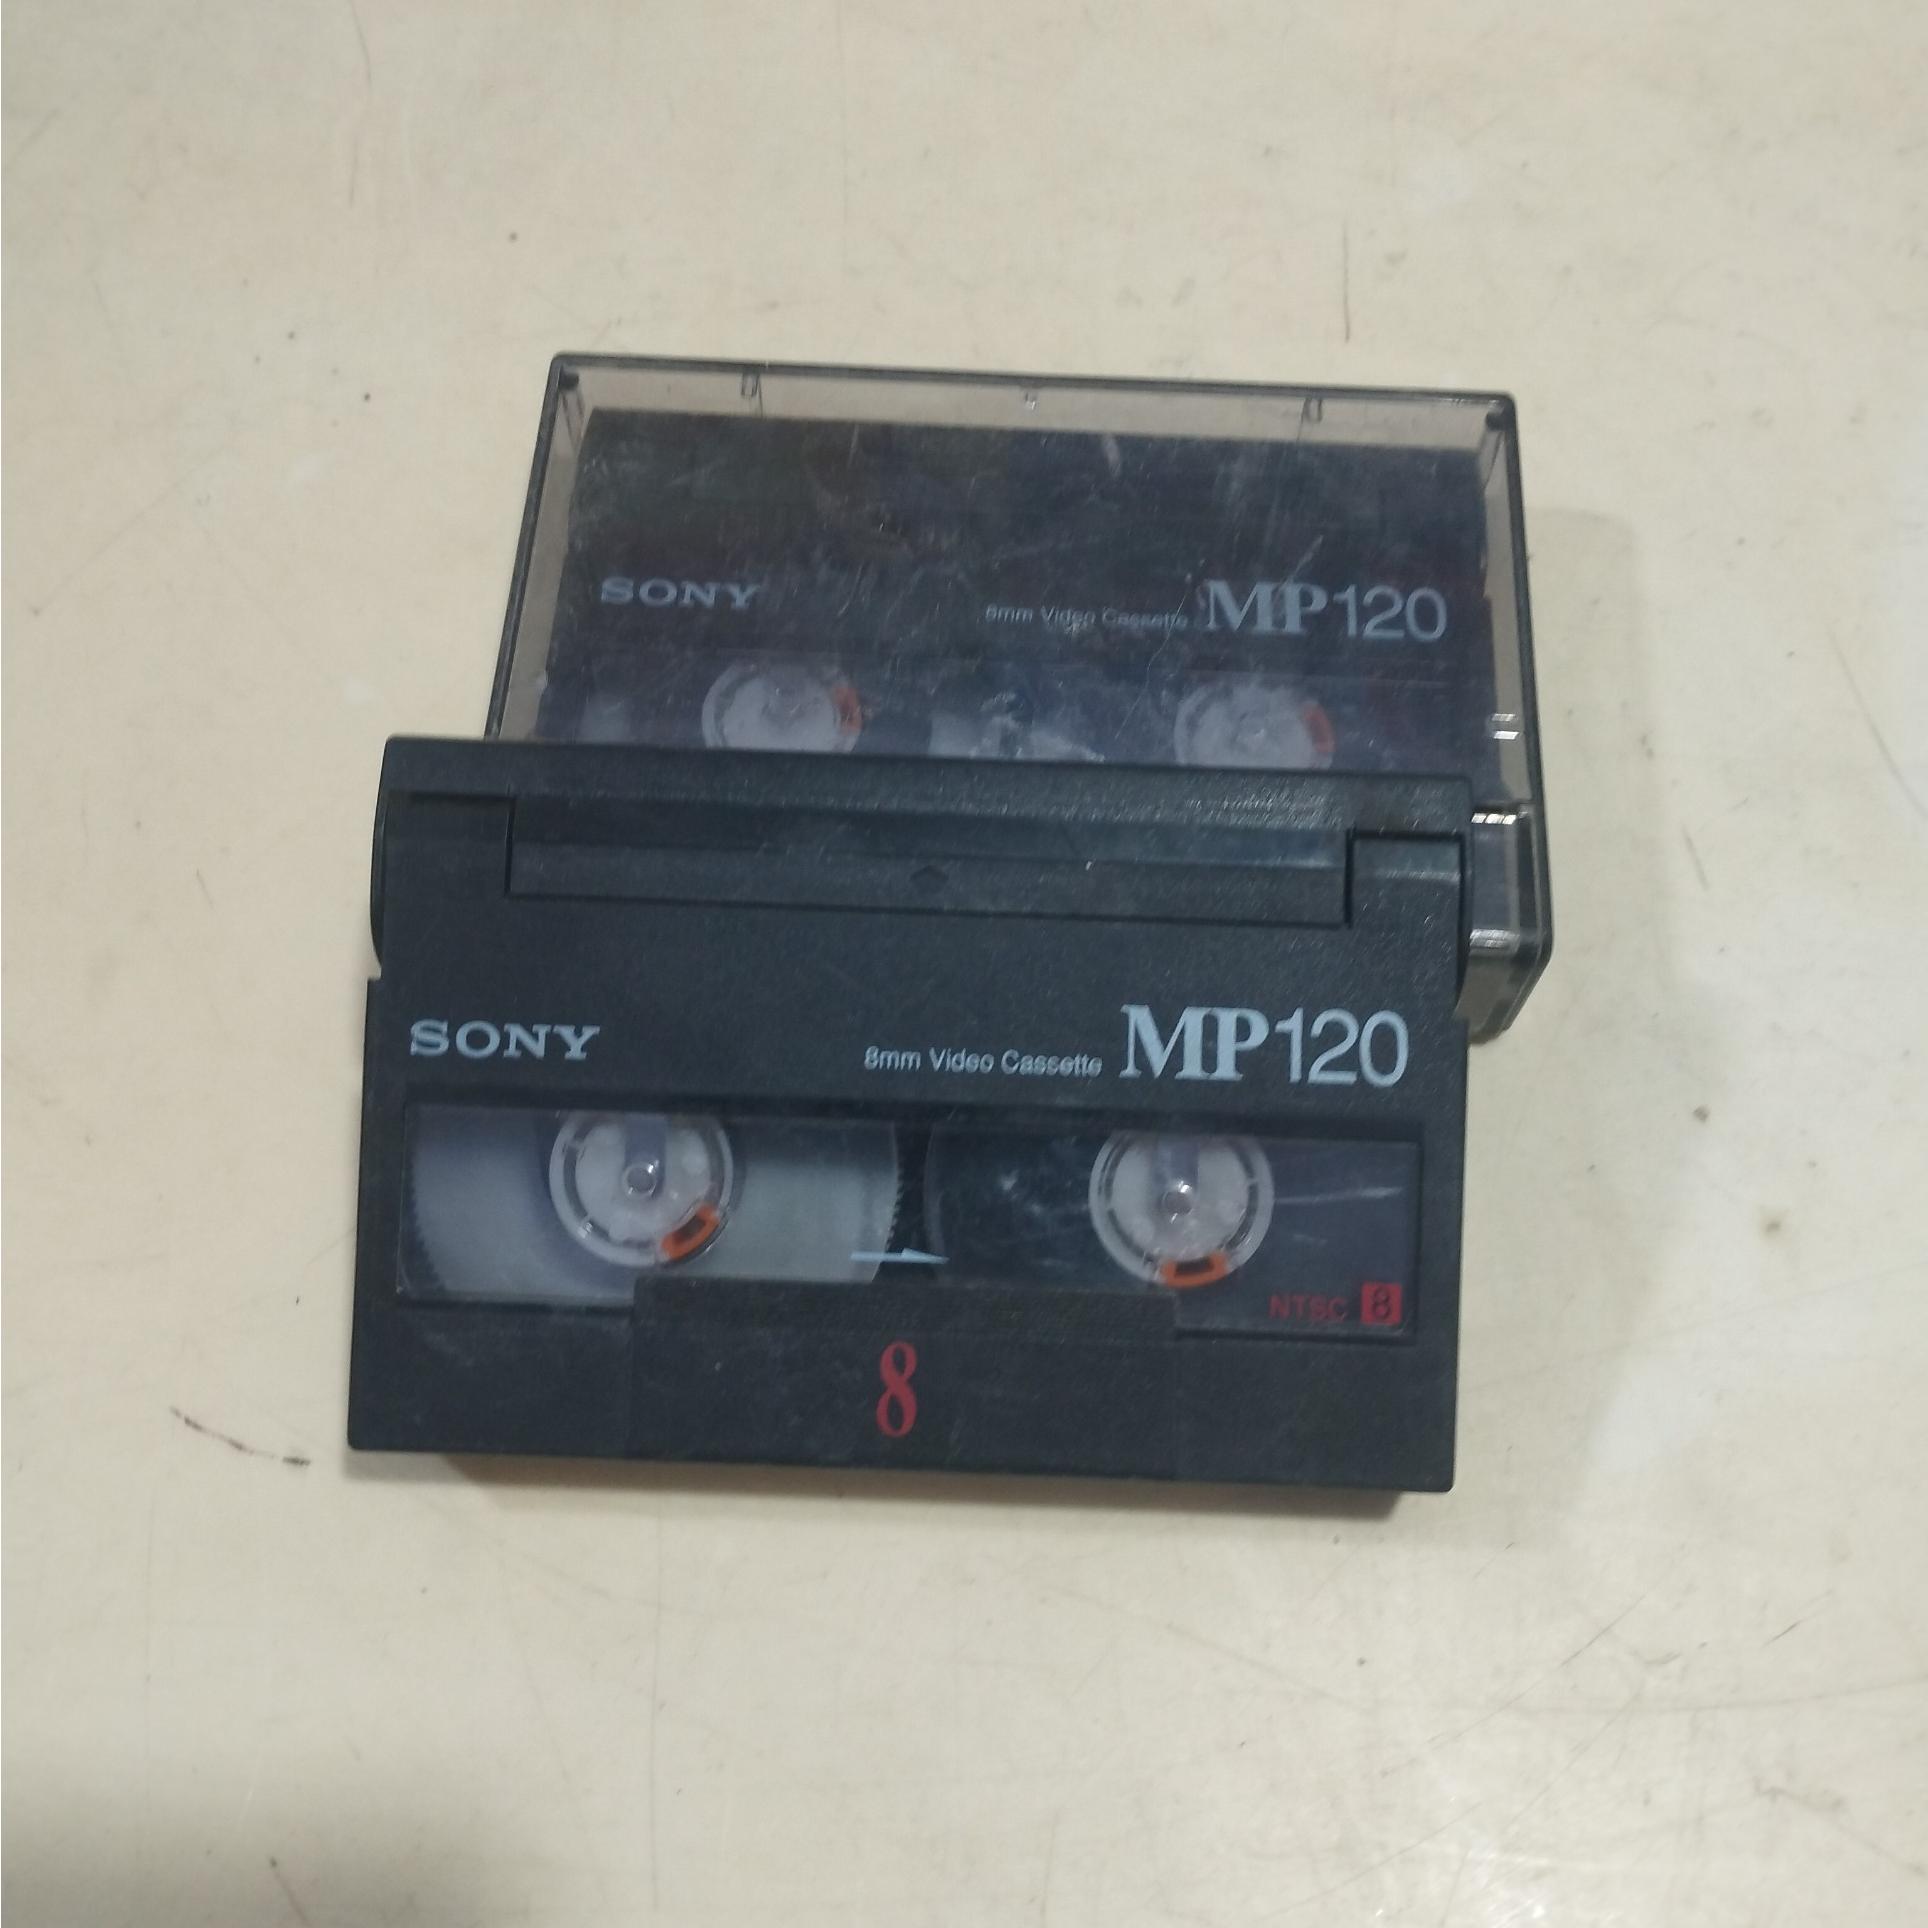 SONY
8mm Video Cassette MP120
SONY
8mm Video Cassette MP120
NTSC 8
8